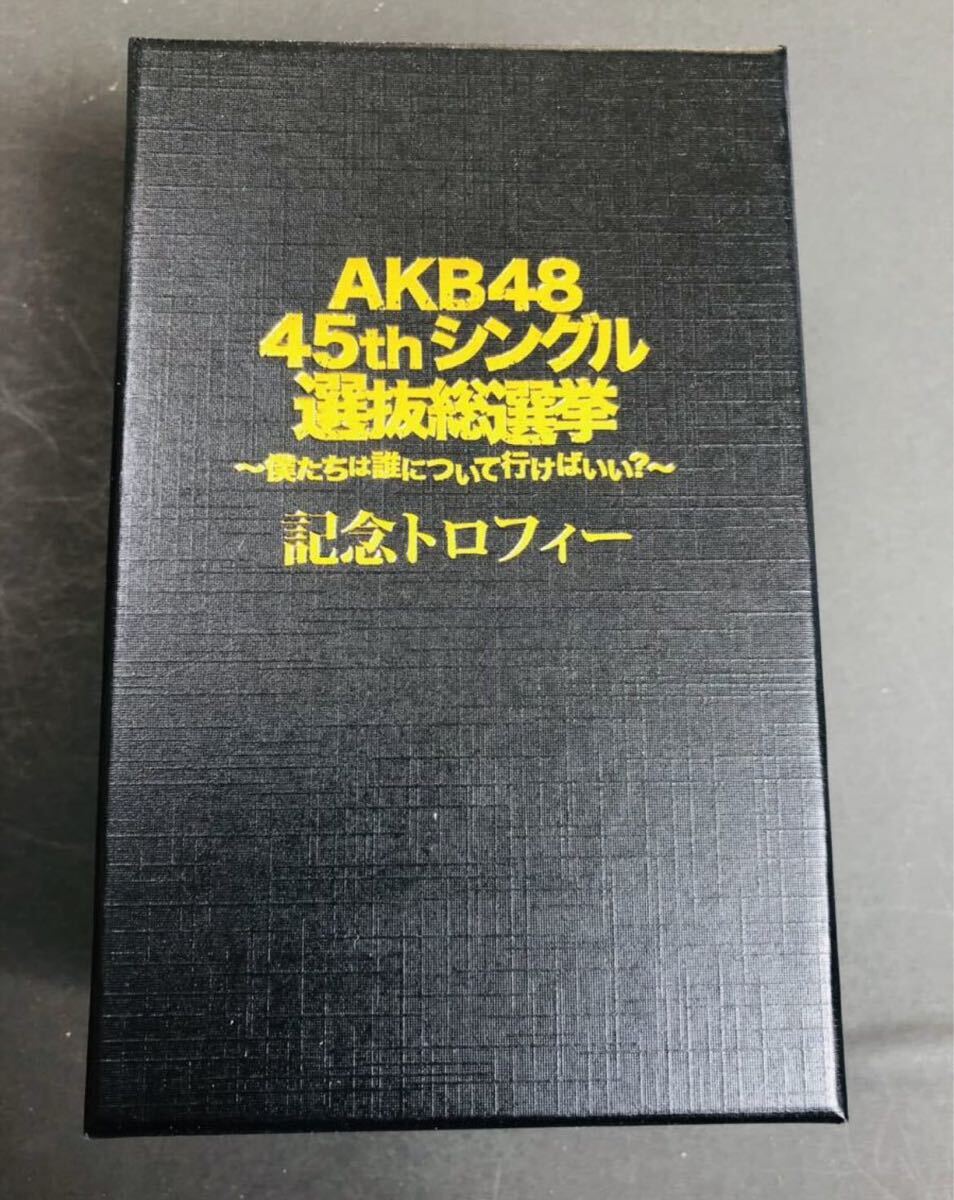 AKB48
45thシングル
選抜総選挙
〜僕たちは誰について行けばいい?〜
記念トロフィー